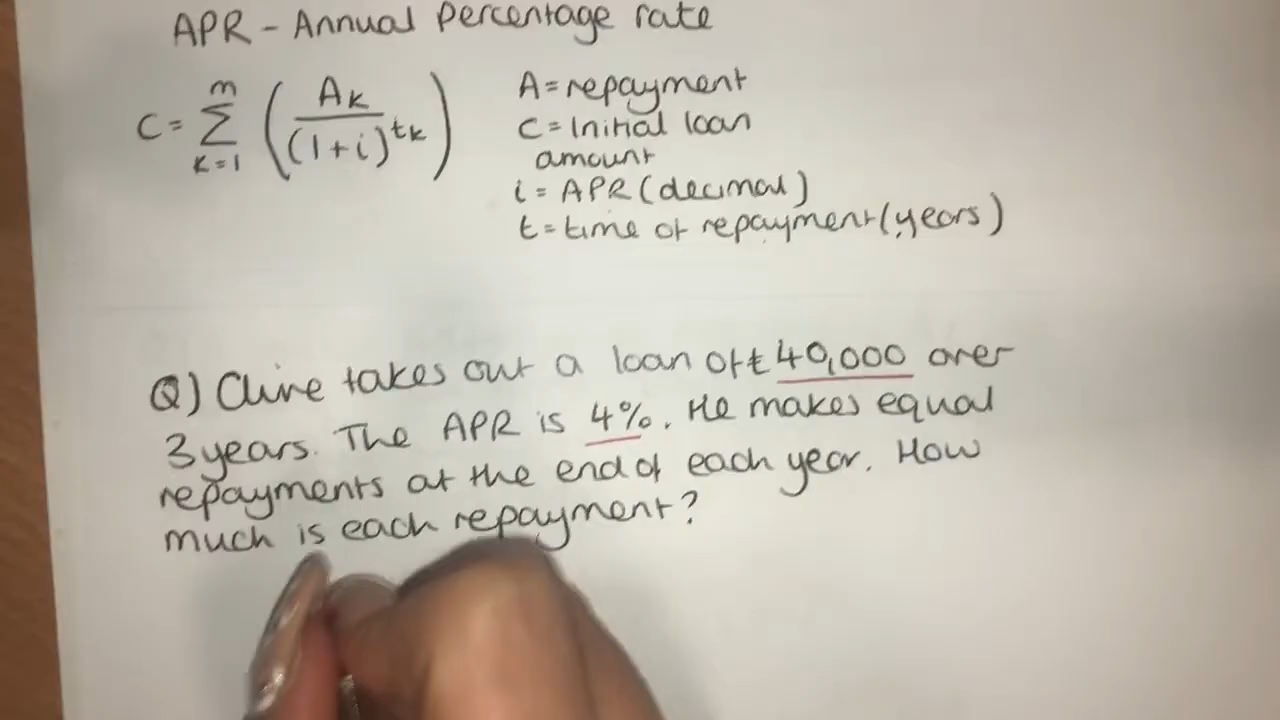 APR - Annual Percentage rate
C = m Σ k=1 ( Ak / (1+i)^tk )
A = repayment
C = Initial loan
amount
i = APR (decimal)
t = time of repayment (years)
Q) Clive takes out a loan of £40,000 over
3 years. The APR is 4%. He makes equal
repayments at the end of each year. How
much is each repayment?